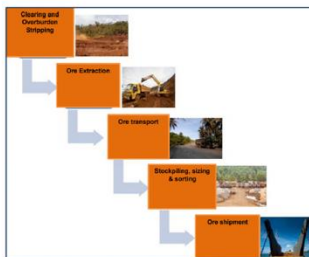 Clearing and
Overburden
Stripping
Ore Extraction
Ore transport
Stockpiling, sizing
& sorting
Ore shipment